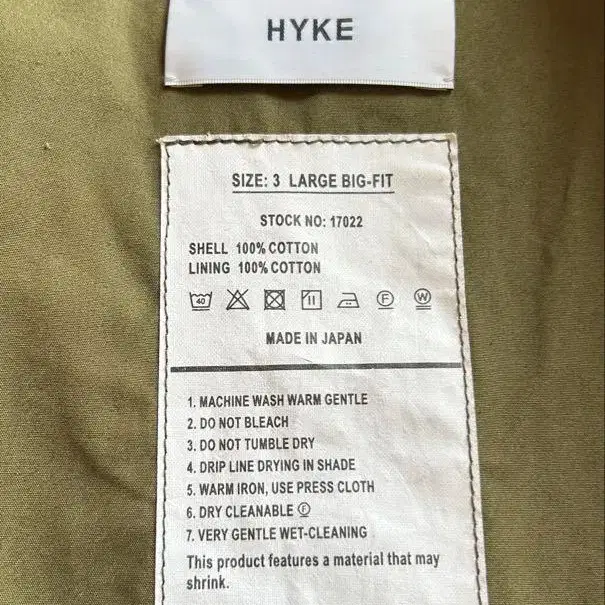 HYKE
SIZE: 3 LARGE BIG-FIT
STOCK NO: 17022
SHELL 100% COTTON
LINING 100% COTTON
40 F W
MADE IN JAPAN
1. MACHINE WASH WARM GENTLE
2. DO NOT BLEACH
3. DO NOT TUMBLE DRY
4. DRIP LINE DRYING IN SHADE
5. WARM IRON, USE PRESS CLOTH
6. DRY CLEANABLE Ⓕ
7. VERY GENTLE WET-CLEANING
This product features a material that may
shrink.